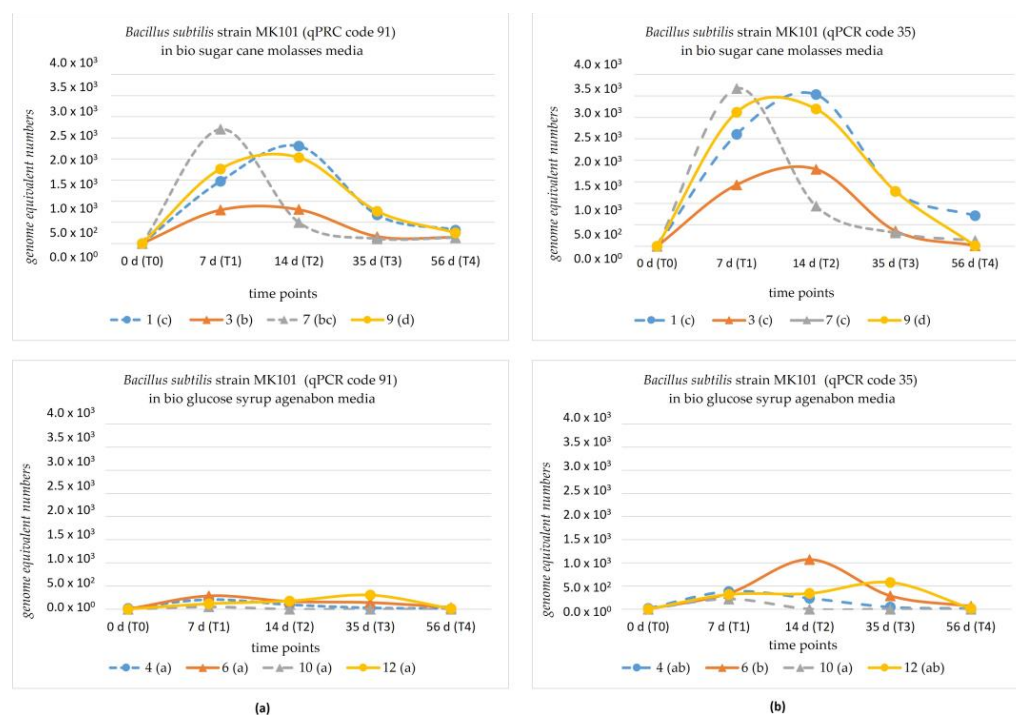 Bacillus subtilis strain MK101 (qPRC code 91)
in bio sugar cane molasses media
4.0 x 10³
3.5 x 10³
3.0 x 10³
2.5 x 10³
2.0 x 10³
1.5 x 10³
1.0 x 10³
5.0 x 10²
0.0 x 10⁰
genome equivalent numbers
0 d (T0) 7 d (T1) 14 d (T2) 35 d (T3) 56 d (T4)
time points
1 (c) 3 (b) 7 (bc) 9 (d)
Bacillus subtilis strain MK101 (qPCR code 35)
in bio sugar cane molasses media
4.0 x 10³
3.5 x 10³
3.0 x 10³
2.5 x 10³
2.0 x 10³
1.5 x 10³
1.0 x 10³
5.0 x 10²
0.0 x 10⁰
genome equivalent numbers
0 d (T0) 7 d (T1) 14 d (T2) 35 d (T3) 56 d (T4)
time points
1 (c) 3 (c) 7 (c) 9 (d)
Bacillus subtilis strain MK101 (qPCR code 91)
in bio glucose syrup agenabon media
4.0 x 10³
3.5 x 10³
3.0 x 10³
2.5 x 10³
2.0 x 10³
1.5 x 10³
1.0 x 10³
5.0 x 10²
0.0 x 10⁰
genome equivalent numbers
0 d (T0) 7 d (T1) 14 d (T2) 35 d (T3) 56 d (T4)
time points
4 (a) 6 (a) 10 (a) 12 (a)
Bacillus subtilis strain MK101 (qPCR code 35)
in bio glucose syrup agenabon media
4.0 x 10³
3.5 x 10³
3.0 x 10³
2.5 x 10³
2.0 x 10³
1.5 x 10³
1.0 x 10³
5.0 x 10²
0.0 x 10⁰
genome equivalent numbers
0 d (T0) 7 d (T1) 14 d (T2) 35 d (T3) 56 d (T4)
time points
4 (ab) 6 (b) 10 (a) 12 (ab)
(a)
(b)